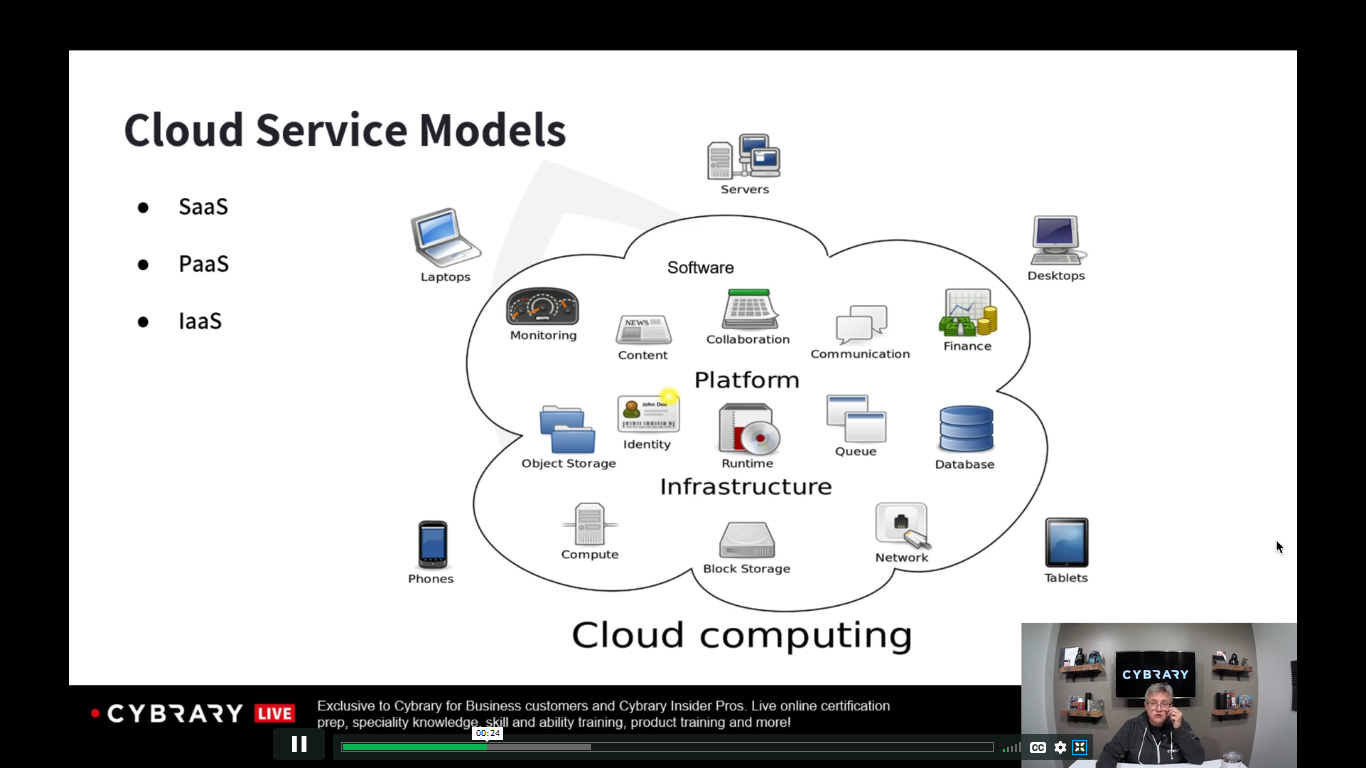 Cloud Service Models
SaaS
PaaS
IaaS
Servers
Laptops
Desktops
Software
Monitoring
NEWS
Content
Collaboration
Communication
Finance
Platform
Object Storage
John Doe
Identity
Runtime
Queue
Database
Infrastructure
Compute
Block Storage
Network
Phones
Tablets
Cloud computing
CYBRARY
CYBRARY LIVE
Exclusive to Cybrary for Business customers and Cybrary Insider Pros. Live online certification
prep, speciality knowledge, skill and ability training, product training and more!
00:24
CC